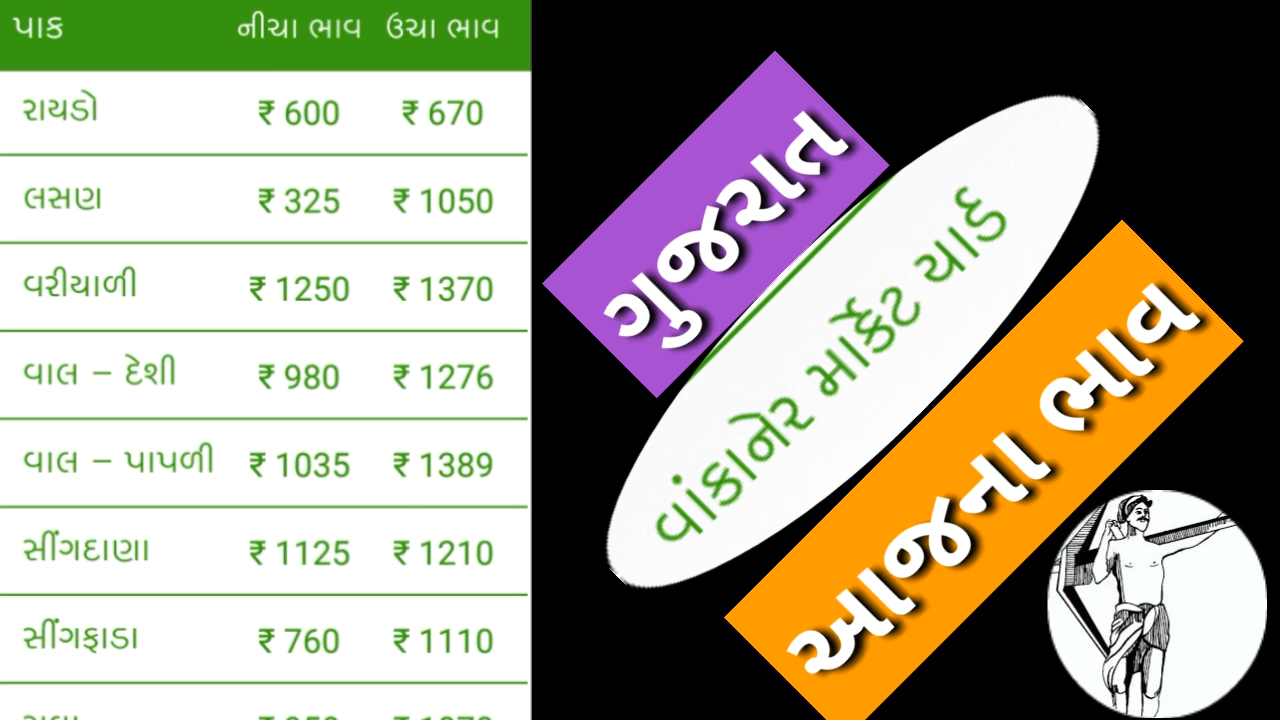 પાક નીચા ભાવ ઉચા ભાવ
રાયડો ₹ 600 ₹ 670
લસણ ₹ 325 ₹ 1050
વરીયાળી ₹ 1250 ₹ 1370
વાલ – દેશી ₹ 980 ₹ 1276
વાલ – પાપળી ₹ 1035 ₹ 1389
સીંગદાણા ₹ 1125 ₹ 1210
સીંગફાડા ₹ 760 ₹ 1110
ગુજરાત
વાંકાનેર માર્કેટ યાર્ડ
આજના ભાવ